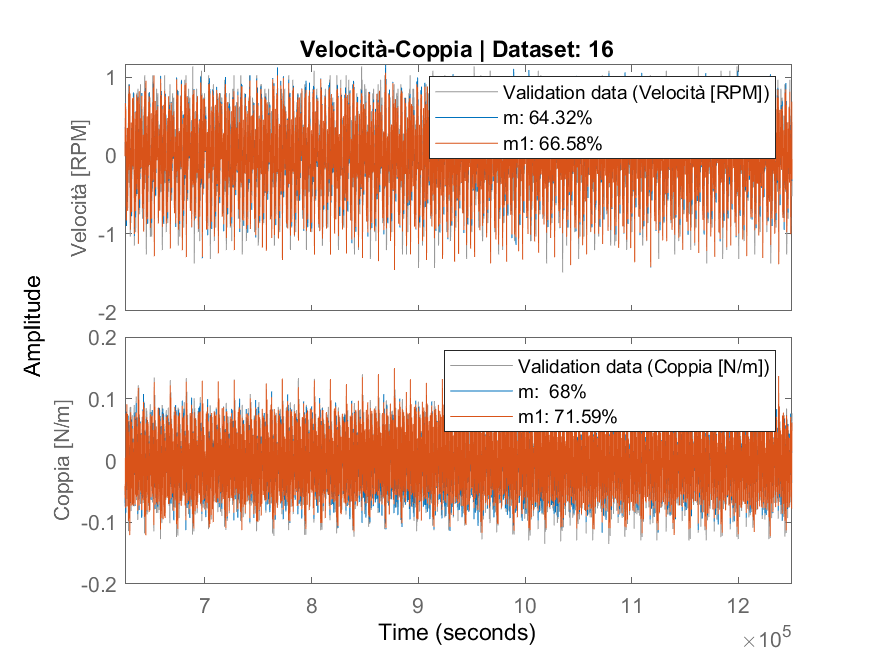 Velocità-Coppia | Dataset: 16
Validation data (Velocità [RPM])
m: 64.32%
m1: 66.58%
1
0
-1
-2
Velocità [RPM]
Amplitude
Validation data (Coppia [N/m])
m:  68%
m1: 71.59%
0.2
0.1
0
-0.1
-0.2
Coppia [N/m]
7 8 9 10 11 12
Time (seconds)
×10⁵